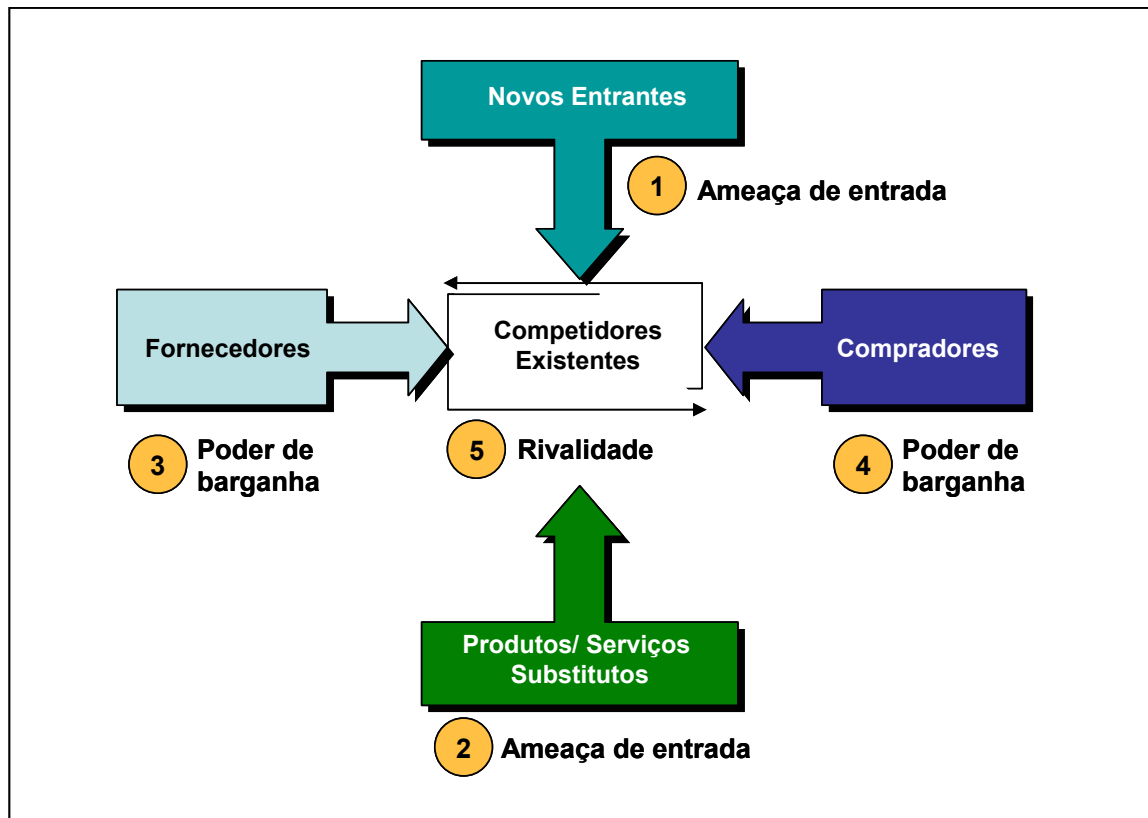 Novos Entrantes
1
Ameaça de entrada
Fornecedores
Competidores
Existentes
Compradores
3
Poder de
barganha
5
Rivalidade
4
Poder de
barganha
Produtos/ Serviços
Substitutos
2
Ameaça de entrada